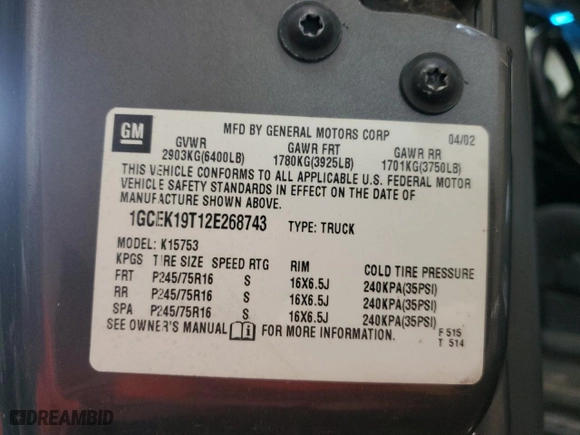 GM
MFD BY GENERAL MOTORS CORP 04/02
GVWR GAWR FRT GAWR RR
2903KG(6400LB) 1780KG(3925LB) 1701KG(3750LB)
THIS VEHICLE CONFORMS TO ALL APPLICABLE U.S. FEDERAL MOTOR
VEHICLE SAFETY STANDARDS IN EFFECT ON THE DATE OF
MANUFACTURE SHOWN ABOVE.
1GCEK19T12E268743 TYPE: TRUCK
MODEL: K15753
KPGS TIRE SIZE SPEED RTG RIM COLD TIRE PRESSURE
FRT P245/75R16 S 16X6.5J 240KPA(35PSI)
RR P245/75R16 S 16X6.5J 240KPA(35PSI)
SPA P245/75R16 S 16X6.5J 240KPA(35PSI)
SEE OWNER'S MANUAL FOR MORE INFORMATION. F 515
T 514
DREAMBID